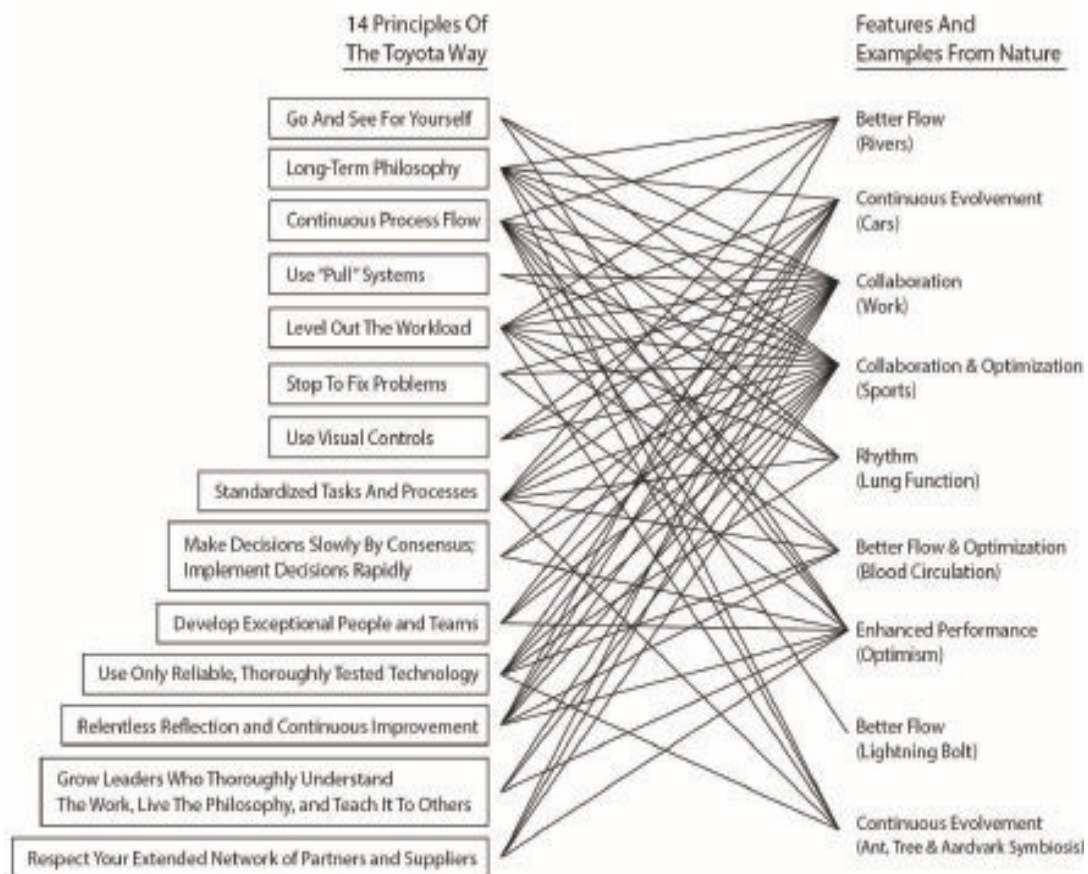 14 Principles Of
The Toyota Way
Go And See For Yourself
Long-Term Philosophy
Continuous Process Flow
Use "Pull" Systems
Level Out The Workload
Stop To Fix Problems
Use Visual Controls
Standardized Tasks And Processes
Make Decisions Slowly By Consensus;
Implement Decisions Rapidly
Develop Exceptional People and Teams
Use Only Reliable, Thoroughly Tested Technology
Relentless Reflection and Continuous Improvement
Grow Leaders Who Thoroughly Understand
The Work, Live The Philosophy, and Teach It To Others
Respect Your Extended Network of Partners and Suppliers
Features And
Examples From Nature
Better Flow
(Rivers)
Continuous Evolvement
(Cars)
Collaboration
(Work)
Collaboration & Optimization
(Sports)
Rhythm
(Lung Function)
Better Flow & Optimization
(Blood Circulation)
Enhanced Performance
(Optimism)
Better Flow
(Lightning Bolt)
Continuous Evolvement
(Ant, Tree & Aardvark Symbiosis)